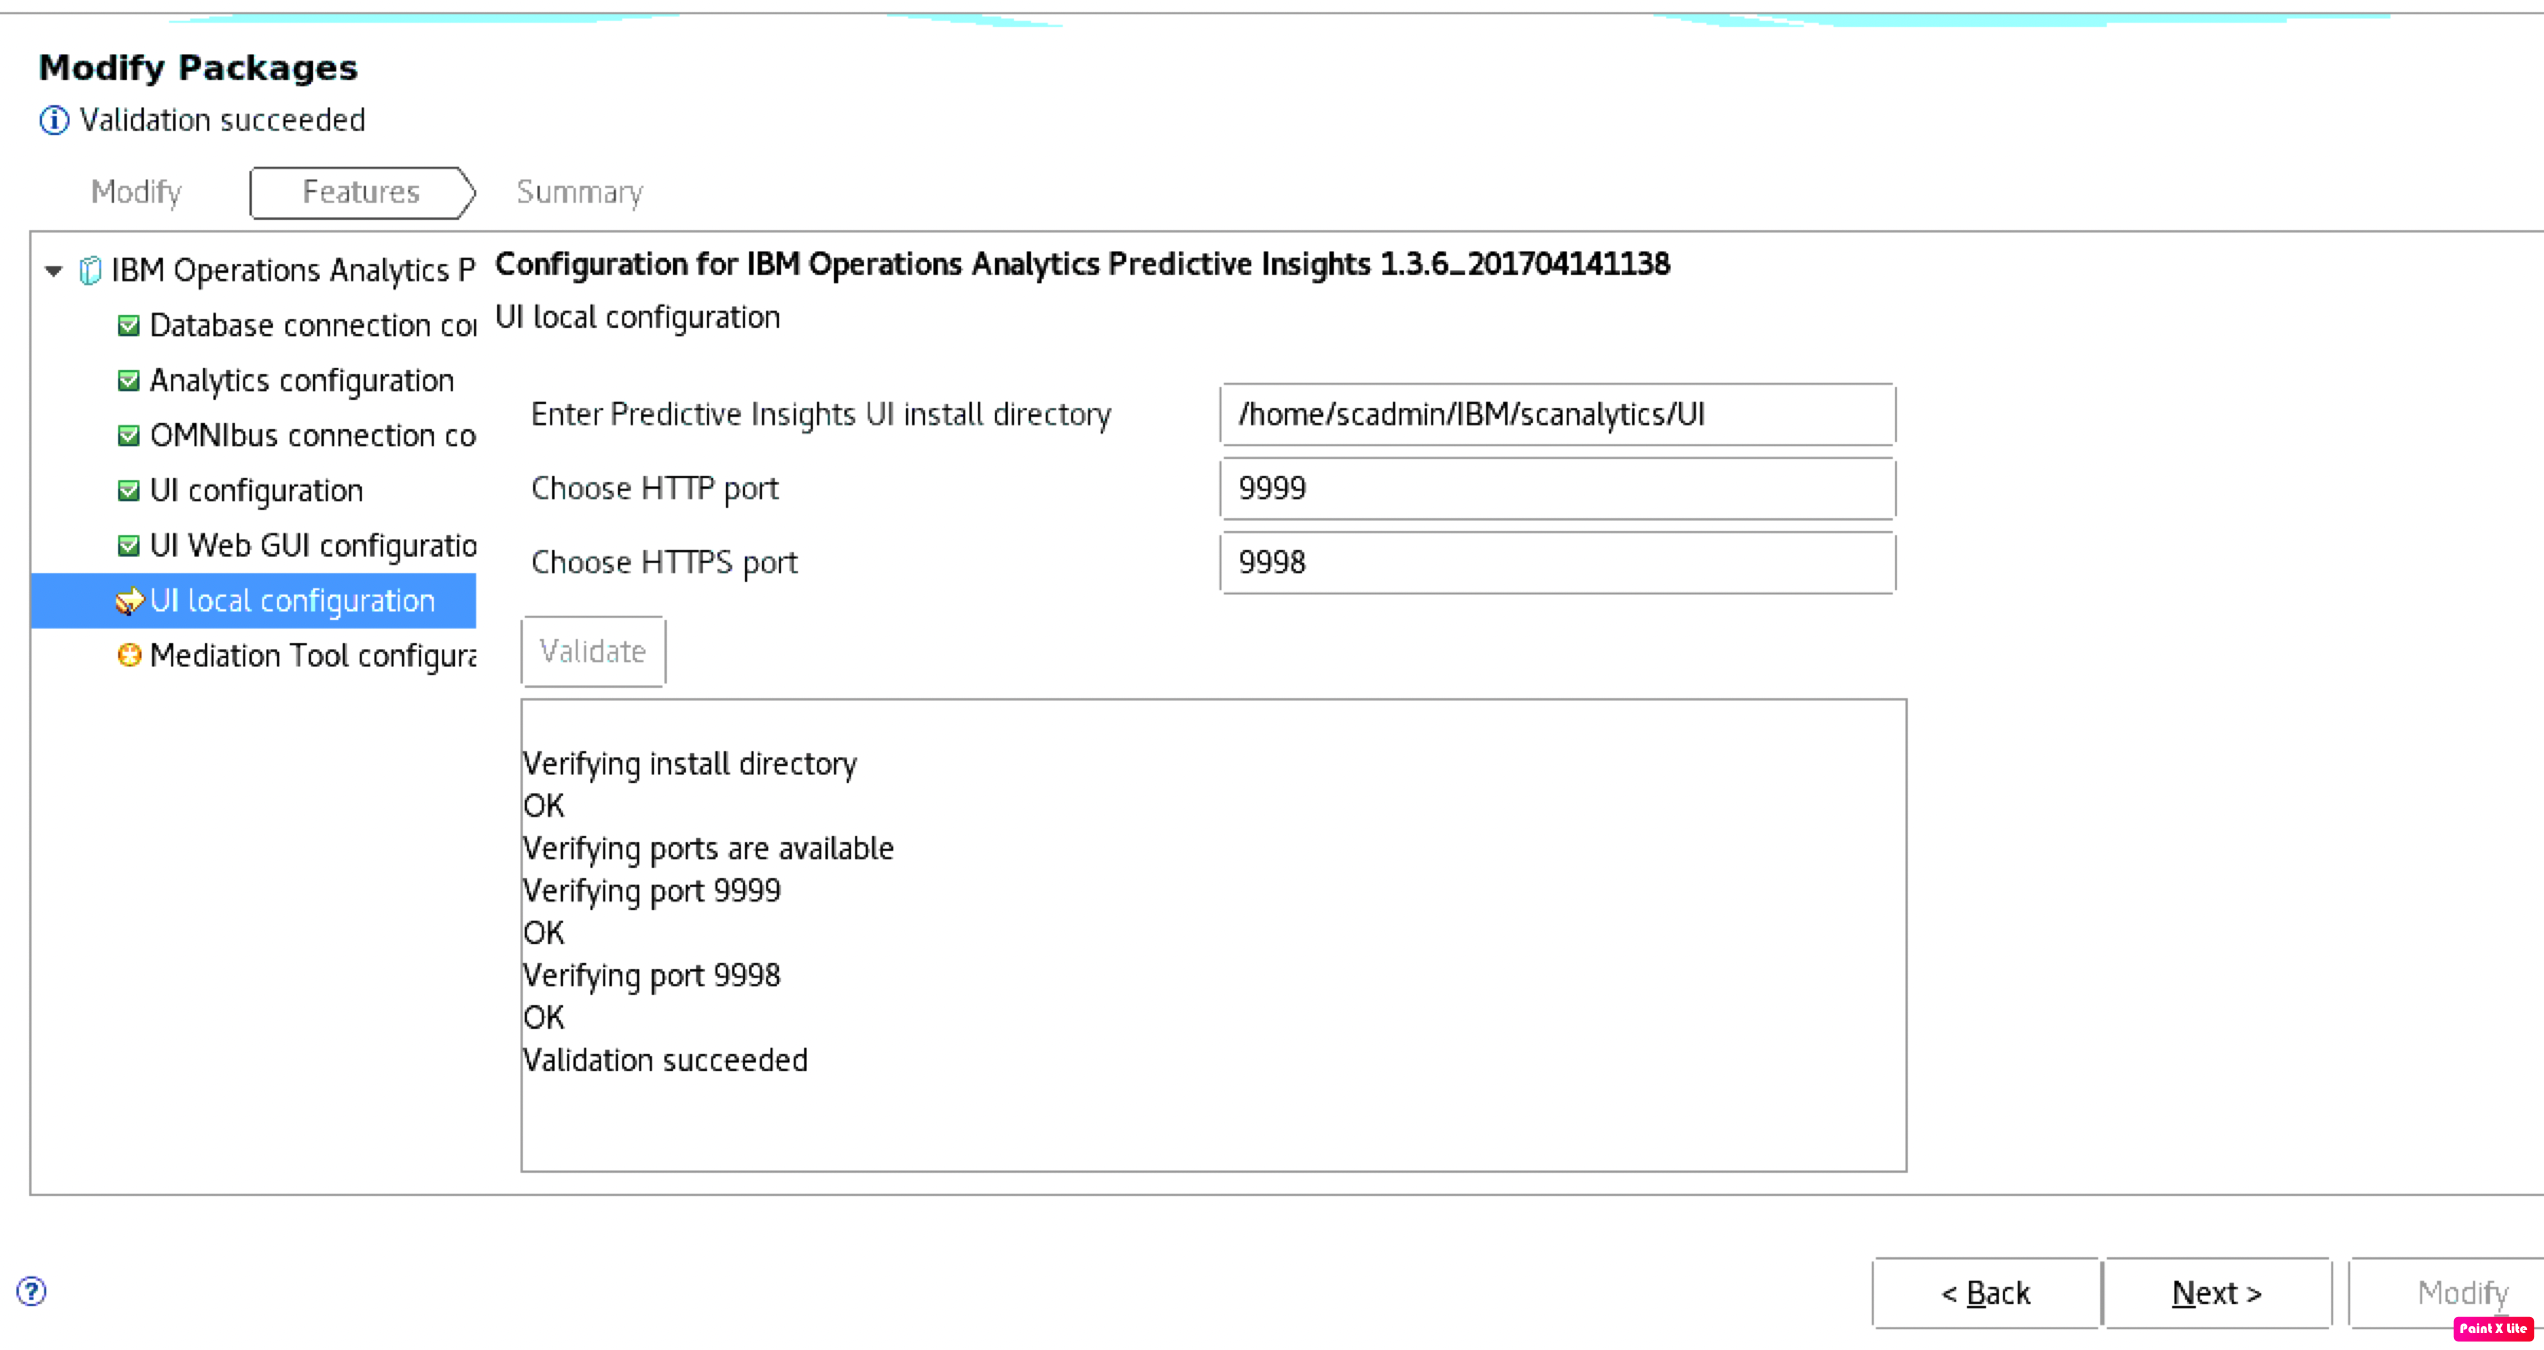 Modify Packages
Validation succeeded
Modify
Features
Summary
IBM Operations Analytics P
Database connection co
Analytics configuration
OMNIbus connection co
UI configuration
UI Web GUI configuratio
UI local configuration
Mediation Tool configura
Configuration for IBM Operations Analytics Predictive Insights 1.3.6_201704141138
UI local configuration
Enter Predictive Insights UI install directory
/home/scadmin/IBM/scanalytics/UI
Choose HTTP port
9999
Choose HTTPS port
9998
Validate
Verifying install directory
OK
Verifying ports are available
Verifying port 9999
OK
Verifying port 9998
OK
Validation succeeded
?
< Back
Next >
Modify
Paint X lite